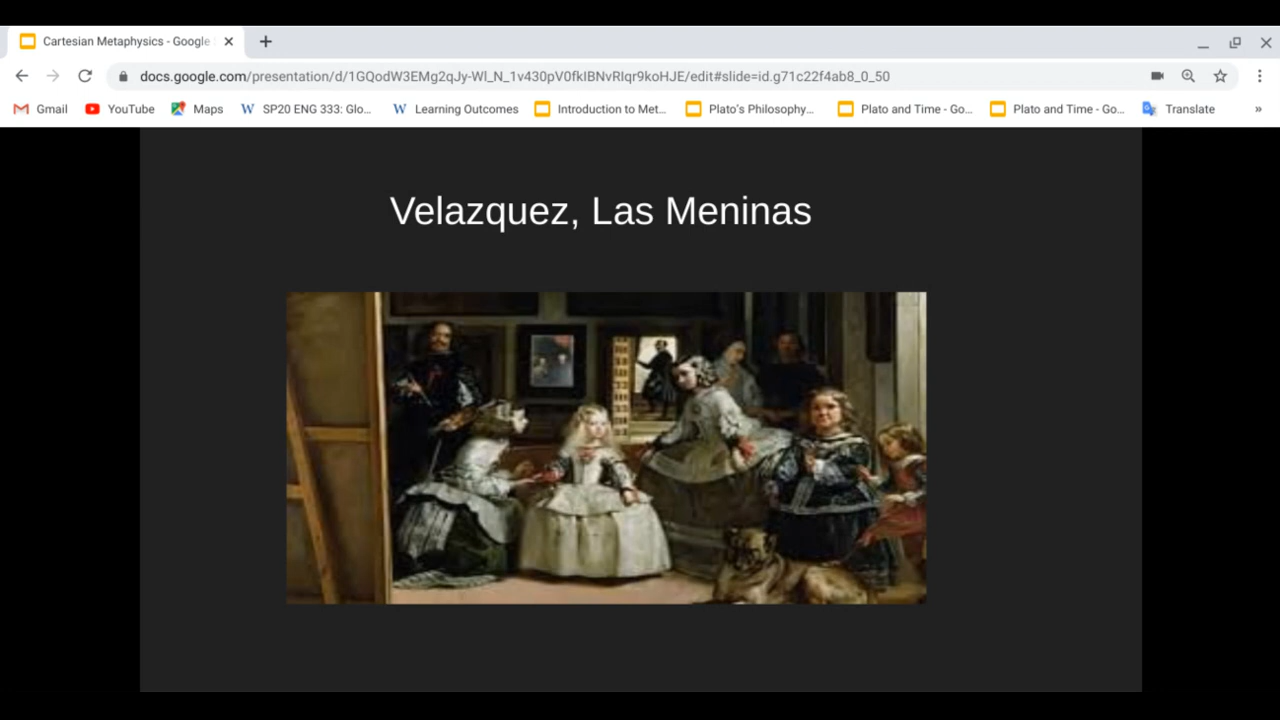 Cartesian Metaphysics - Google
docs.google.com/presentation/d/1GQodW3EMg2qJy-Wl_N_1v430pV0fkIBNvRIqr9koHJE/edit#slide=id.g71c22f4ab8_0_50
Gmail YouTube Maps SP20 ENG 333: Glo... Learning Outcomes Introduction to Met... Plato's Philosophy... Plato and Time - Go... Plato and Time - Go... Translate »
Velazquez, Las Meninas